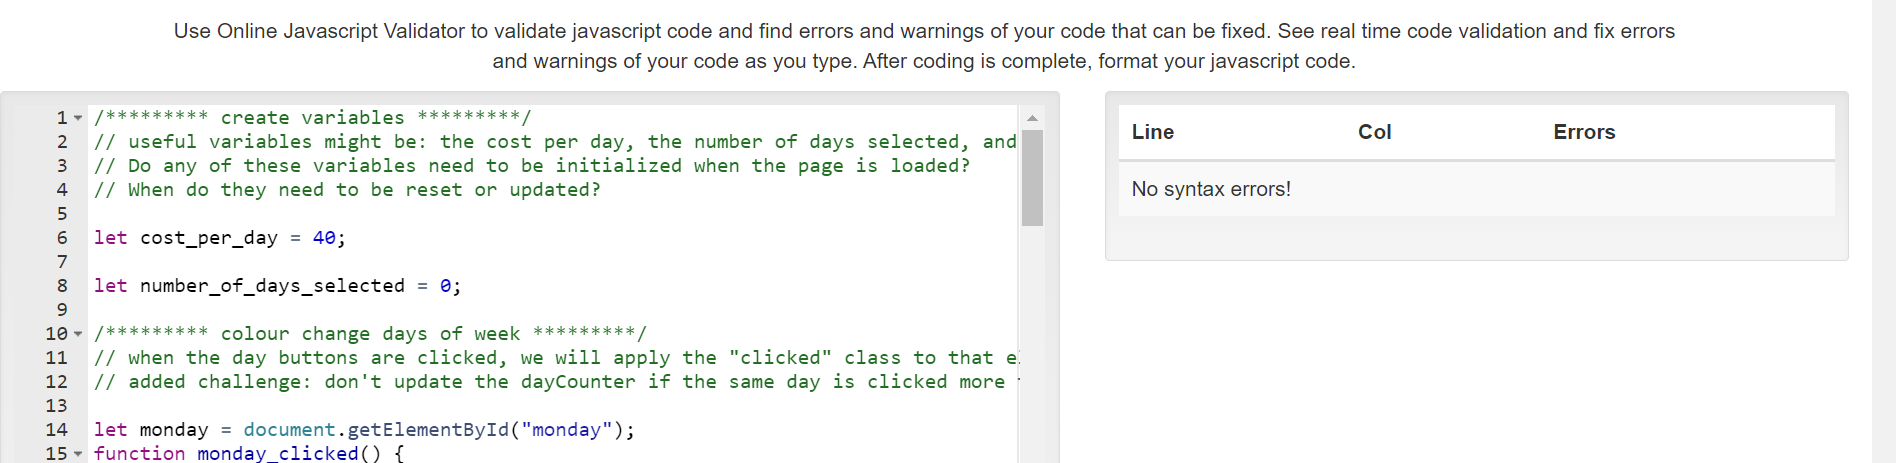 Use Online Javascript Validator to validate javascript code and find errors and warnings of your code that can be fixed. See real time code validation and fix errors
and warnings of your code as you type. After coding is complete, format your javascript code.
1 /********* create variables *********/
2 // useful variables might be: the cost per day, the number of days selected, and
3 // Do any of these variables need to be initialized when the page is loaded?
4 // When do they need to be reset or updated?
5
6 let cost_per_day = 40;
7
8 let number_of_days_selected = 0;
9
10 /********* colour change days of week *********/
11 // when the day buttons are clicked, we will apply the "clicked" class to that
12 // added challenge: don't update the dayCounter if the same day is clicked more
13
14 let monday = document.getElementById("monday");
15 function monday_clicked() {
Line Col Errors
No syntax errors!